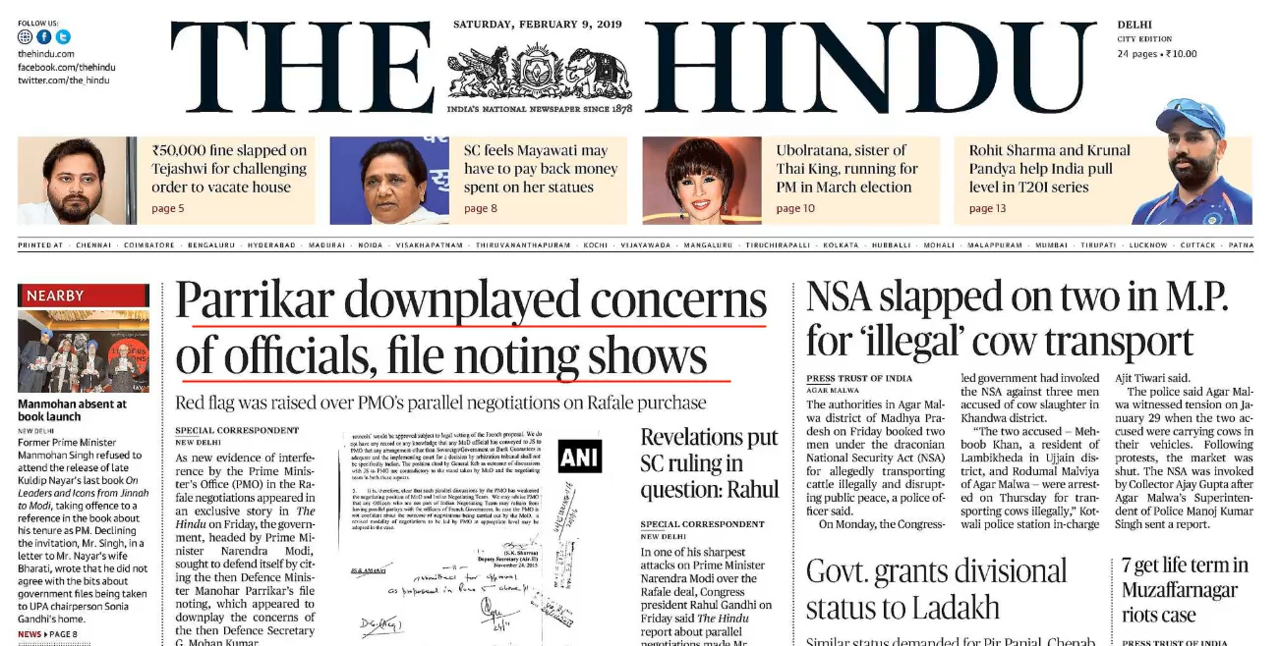 FOLLOW US:
thehindu.com
facebook.com/thehindu
twitter.com/the_hindu
SATURDAY, FEBRUARY 9, 2019
THE HINDU
INDIA'S NATIONAL NEWSPAPER SINCE 1878
DELHI
CITY EDITION
24 pages • ₹10.00
₹50,000 fine slapped on
Tejashwi for challenging
order to vacate house
page 5
SC feels Mayawati may
have to pay back money
spent on her statues
page 8
Ubolratana, sister of
Thai King, running for
PM in March election
page 10
Rohit Sharma and Krunal
Pandya help India pull
level in T20I series
page 13
PRINTED AT · CHENNAI · COIMBATORE · BENGALURU · HYDERABAD · MADURAI · NOIDA · VISAKHAPATNAM · THIRUVANANTHAPURAM · KOCHI · VIJAYAWADA · MANGALURU · TIRUCHIRAPALLI · KOLKATA · HUBBALLI · MOHALI · MALAPPURAM · MUMBAI · TIRUPATI · LUCKNOW · CUTTACK · PATNA
NEARBY
Manmohan absent at
book launch
NEW DELHI
Former Prime Minister
Manmohan Singh refused to
attend the release of late
Kuldip Nayar's last book On
Leaders and Icons from Jinnah
to Modi, taking offence to a
reference in the book about
his tenure as PM. Declining
the invitation, Mr. Singh, in a
letter to Mr. Nayar's wife
Bharati, wrote that he did not
agree with the bits about
government files being taken
to UPA chairperson Sonia
Gandhi's home.
NEWS PAGE 8
Parrikar downplayed concerns
of officials, file noting shows
Red flag was raised over PMO's parallel negotiations on Rafale purchase
SPECIAL CORRESPONDENT
NEW DELHI
As new evidence of interfe-
rence by the Prime Minis-
ter's Office (PMO) in the Ra-
fale negotiations appeared in
an exclusive story in The
Hindu on Friday, the govern-
ment, headed by Prime Mi-
nister Narendra Modi,
sought to defend itself by cit-
ing the then Defence Minis-
ter Manohar Parrikar's file
noting, which appeared to
downplay the concerns of
the then Defence Secretary
G. Mohan Kumar.
ANI
(S.K. Sharma)
Deputy Secretary (Air-II)
November 24, 2015
Revelations put
SC ruling in
question: Rahul
SPECIAL CORRESPONDENT
NEW DELHI
In one of his sharpest
attacks on Prime Minister
Narendra Modi over the
Rafale deal, Congress
president Rahul Gandhi on
Friday said The Hindu
report about parallel
negotiations made Mr.
NSA slapped on two in M.P.
for 'illegal' cow transport
PRESS TRUST OF INDIA
AGAR MALWA
The authorities in Agar Mal-
wa district of Madhya Pra-
desh on Friday booked two
men under the draconian
National Security Act (NSA)
for allegedly transporting
cattle illegally and disrupt-
ing public peace, a police of-
ficer said.
On Monday, the Congress-
led government had invoked
the NSA against three men
accused of cow slaughter in
Khandwa district.
"The two accused – Meh-
boob Khan, a resident of
Lambikheda in Ujjain dis-
trict, and Rodumal Malviya
of Agar Malwa – were arrest-
ed on Thursday for tran-
sporting cows illegally," Kot-
wali police station in-charge
Ajit Tiwari said.
The police said Agar Mal-
wa witnessed tension on Ja-
nuary 29 when the two ac-
cused were carrying cows in
their vehicles. Following
protests, the market was
shut. The NSA was invoked
by Collector Ajay Gupta after
Agar Malwa's Superinten-
dent of Police Manoj Kumar
Singh sent a report.
Govt. grants divisional
status to Ladakh
Similar status demanded for Pir Panjal, Chenab
7 get life term in
Muzaffarnagar
riots case
PRESS TRUST OF INDIA